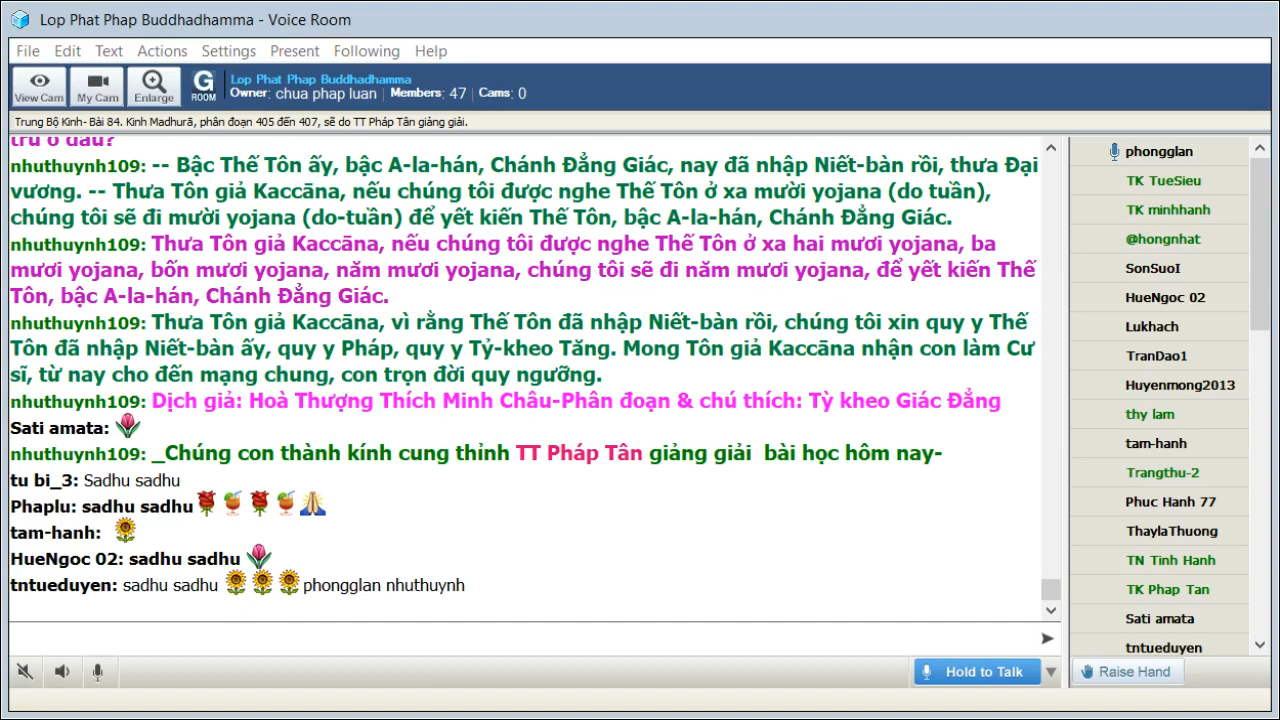 Lop Phat Phap Buddhadhamma - Voice Room
File Edit Text Actions Settings Present Following Help
View Cam My Cam Enlarge G ROOM
Lop Phat Phap Buddhadhamma
Owner: chua phap luan Members: 47 Cams: 0
Trung Bộ Kinh- Bài 84. Kinh Madhurā, phân đoạn 405 đến 407, sẽ do TT Pháp Tân giảng giải.
trú ở đâu?
nhuthuynh109: -- Bậc Thế Tôn ấy, bậc A-la-hán, Chánh Đẳng Giác, nay đã nhập Niết-bàn rồi, thưa Đại
vương. -- Thưa Tôn giả Kaccāna, nếu chúng tôi được nghe Thế Tôn ở xa mười yojana (do tuần),
chúng tôi sẽ đi mười yojana (do-tuần) để yết kiến Thế Tôn, bậc A-la-hán, Chánh Đẳng Giác.
nhuthuynh109: Thưa Tôn giả Kaccāna, nếu chúng tôi được nghe Thế Tôn ở xa hai mươi yojana, ba
mươi yojana, bốn mươi yojana, năm mươi yojana, chúng tôi sẽ đi năm mươi yojana, để yết kiến Thế
Tôn, bậc A-la-hán, Chánh Đẳng Giác.
nhuthuynh109: Thưa Tôn giả Kaccāna, vì rằng Thế Tôn đã nhập Niết-bàn rồi, chúng tôi xin quy y Thế
Tôn đã nhập Niết-bàn ấy, quy y Pháp, quy y Tỷ-kheo Tăng. Mong Tôn giả Kaccāna nhận con làm Cư
sĩ, từ nay cho đến mạng chung, con trọn đời quy ngưỡng.
nhuthuynh109: Dịch giả: Hoà Thượng Thích Minh Châu-Phân đoạn & chú thích: Tỳ kheo Giác Đẳng
Sati amata:
nhuthuynh109: _Chúng con thành kính cung thỉnh TT Pháp Tân giảng giải bài học hôm nay-
tu bi_3: Sadhu sadhu
Phaplu: sadhu sadhu
tam-hanh:
HueNgoc 02: sadhu sadhu
tntueduyen: sadhu sadhu phongglan nhuthuynh
Hold to Talk
phongglan
TK TueSieu
TK minhhanh
@hongnhat
SonSuoI
HueNgoc 02
Lukhach
TranDao1
Huyenmong2013
thy lam
tam-hanh
Trangthu-2
Phuc Hanh 77
ThaylaThuong
TN Tinh Hanh
TK Phap Tan
Sati amata
tntueduyen
Raise Hand